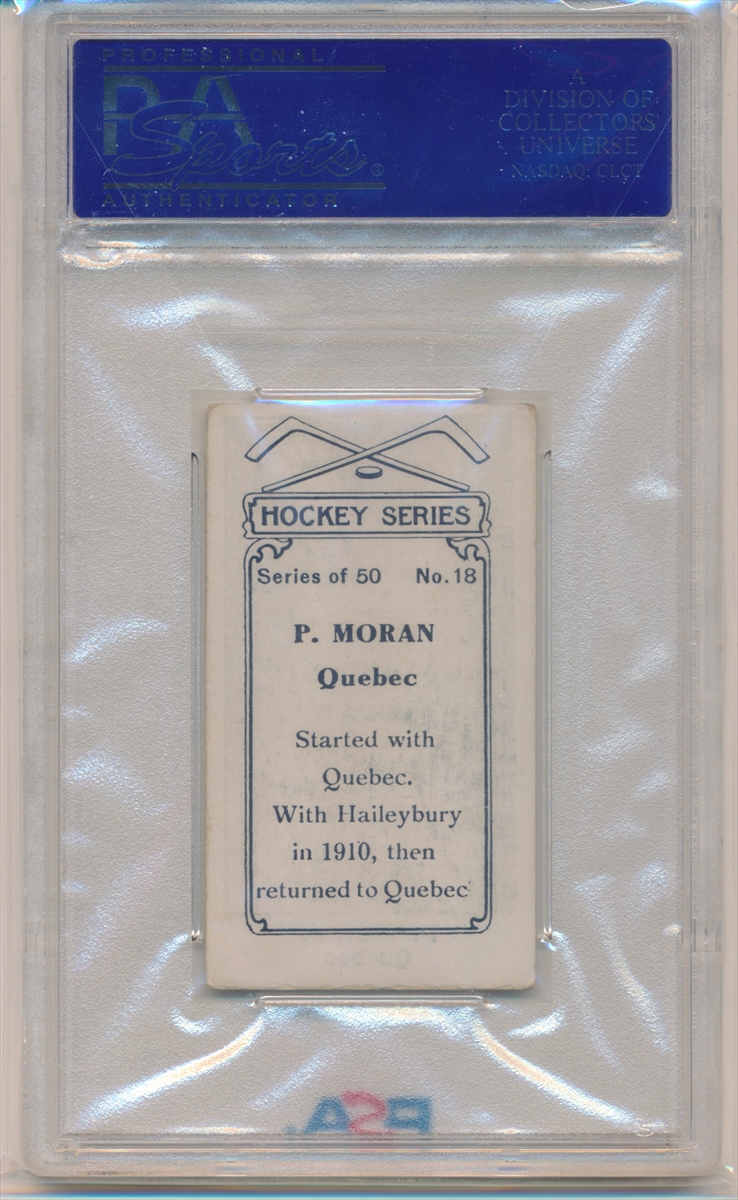 PROFESSIONAL
PSA
Sports®
AUTHENTICATOR
A
DIVISION OF
COLLECTORS
UNIVERSE
NASDAQ: CLCT
HOCKEY SERIES
Series of 50 No. 18
P. MORAN
Quebec
Started with
Quebec.
With Haileybury
in 1910, then
returned to Quebec
PSA